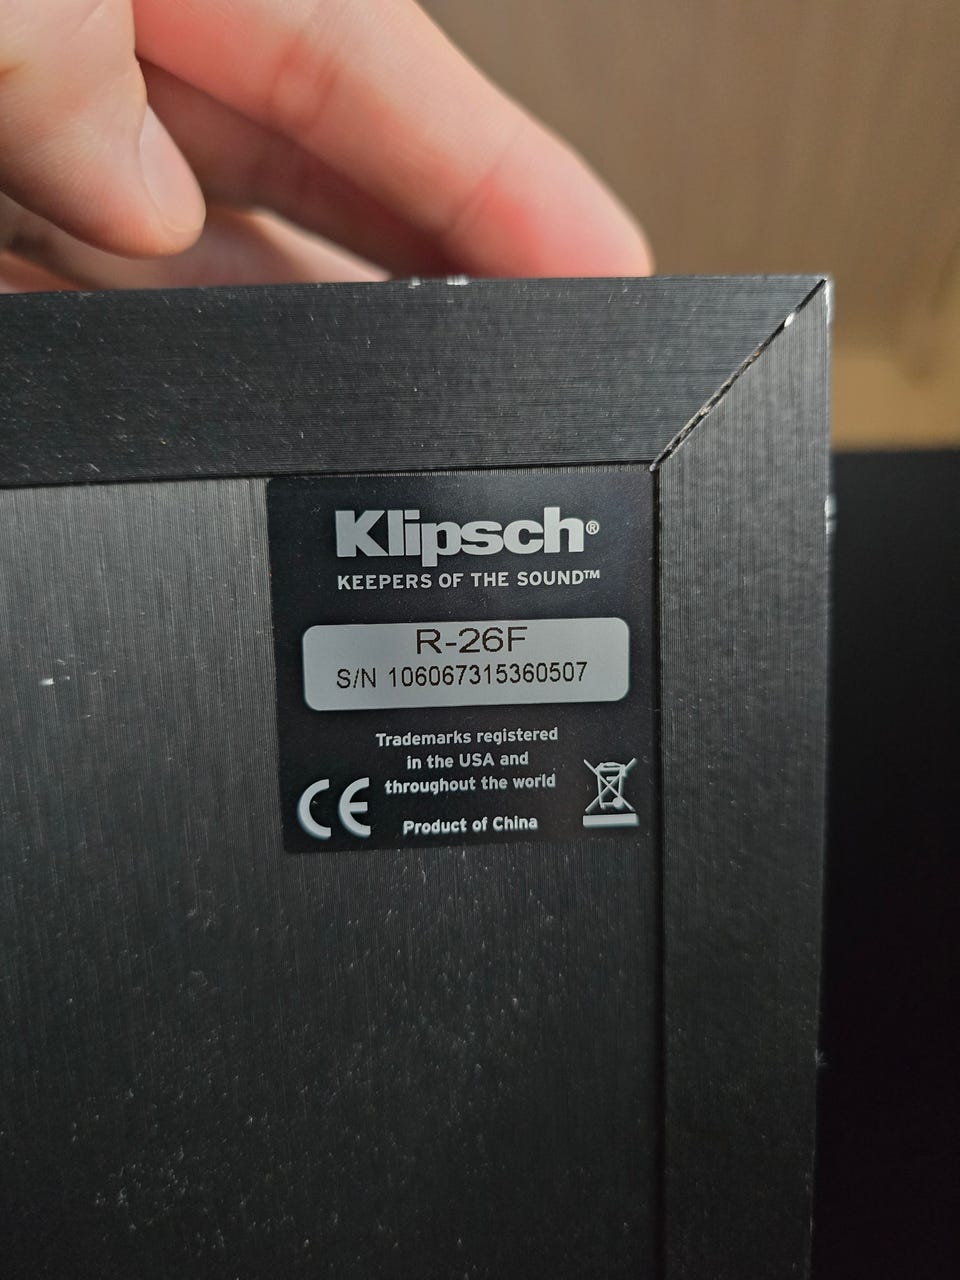 Klipsch®
KEEPERS OF THE SOUND™
R-26F
S/N 106067315360507
Trademarks registered
in the USA and
throughout the world
CE
Product of China